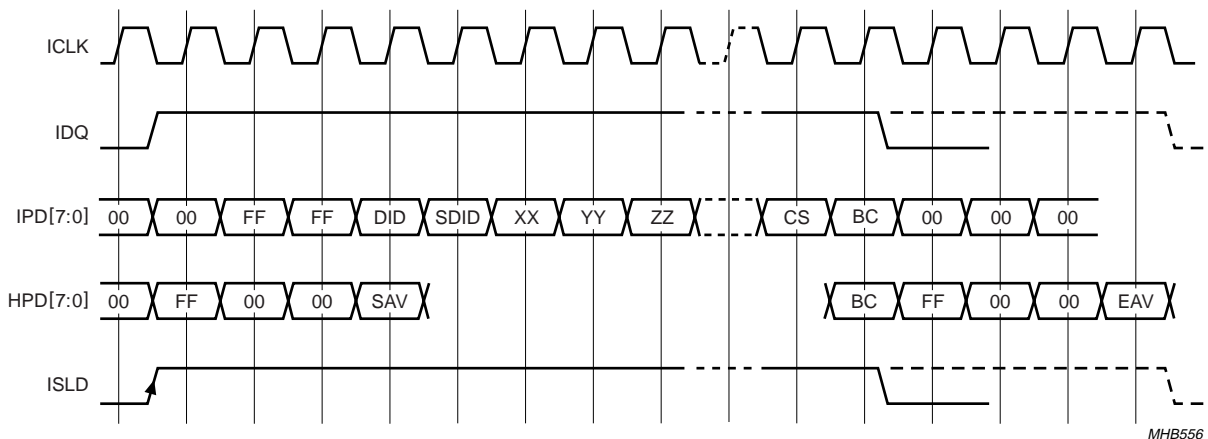 ICLK
IDQ
IPD[7:0] 00 00 FF FF DID SDID XX YY ZZ CS BC 00 00 00
HPD[7:0] 00 FF 00 00 SAV BC FF 00 00 EAV
ISLD
MHB556